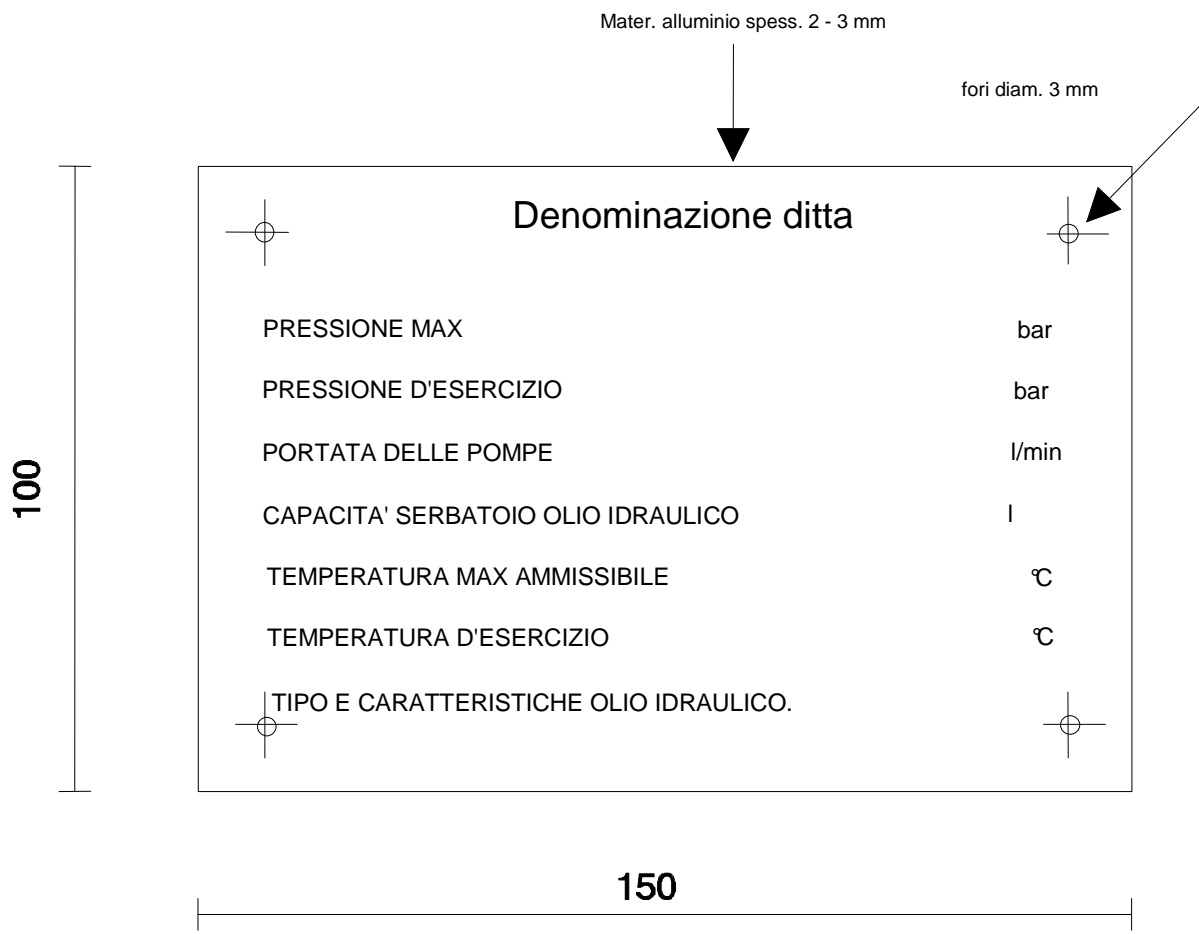 Mater. alluminio spess. 2 - 3 mm
fori diam. 3 mm
Denominazione ditta
PRESSIONE MAX bar
PRESSIONE D'ESERCIZIO bar
PORTATA DELLE POMPE l/min
CAPACITA' SERBATOIO OLIO IDRAULICO l
TEMPERATURA MAX AMMISSIBILE °C
TEMPERATURA D'ESERCIZIO °C
TIPO E CARATTERISTICHE OLIO IDRAULICO.
100
150